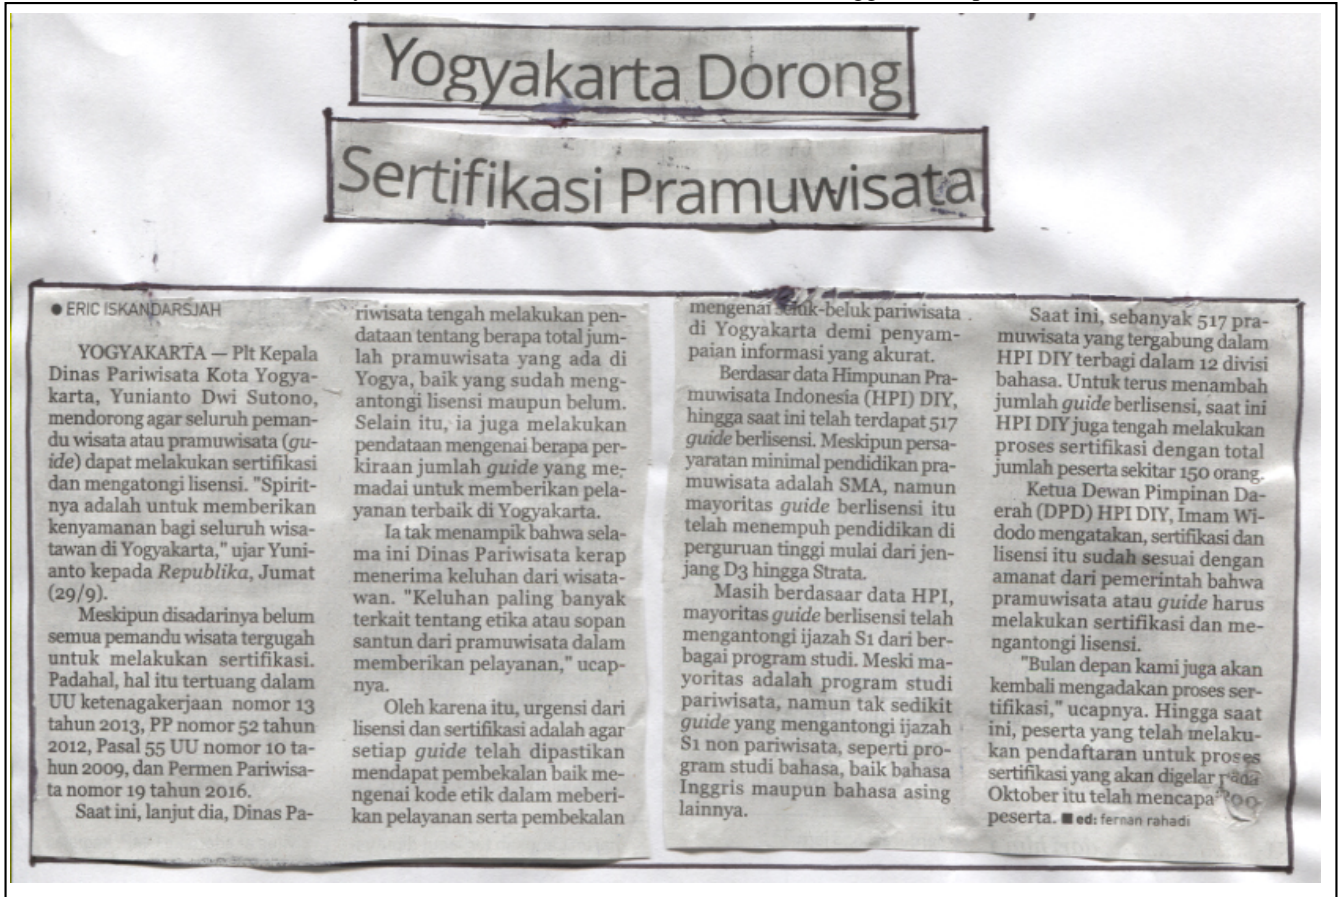 Yogyakarta Dorong
Sertifikasi Pramuwisata
● ERIC ISKANDARSJAH
YOGYAKARTA — Plt Kepala
Dinas Pariwisata Kota Yogya-
karta, Yunianto Dwi Sutono,
mendorong agar seluruh peman-
du wisata atau pramuwisata (gu-
ide) dapat melakukan sertifikasi
dan mengatongi lisensi. "Spirit-
nya adalah untuk memberikan
kenyamanan bagi seluruh wisa-
tawan di Yogyakarta," ujar Yuni-
anto kepada Republika, Jumat
(29/9).
Meskipun disadarinya belum
semua pemandu wisata tergugah
untuk melakukan sertifikasi.
Padahal, hal itu tertuang dalam
UU ketenagakerjaan nomor 13
tahun 2013, PP nomor 52 tahun
2012, Pasal 55 UU nomor 10 ta-
hun 2009, dan Permen Pariwisa-
ta nomor 19 tahun 2016.
Saat ini, lanjut dia, Dinas Pa-
riwisata tengah melakukan pen-
dataan tentang berapa total jum-
lah pramuwisata yang ada di
Yogya, baik yang sudah meng-
antongi lisensi maupun belum.
Selain itu, ia juga melakukan
pendataan mengenai berapa per-
kiraan jumlah guide yang me-
madai untuk memberikan pela-
yanan terbaik di Yogyakarta.
Ia tak menampik bahwa sela-
ma ini Dinas Pariwisata kerap
menerima keluhan dari wisata-
wan. "Keluhan paling banyak
terkait tentang etika atau sopan
santun dari pramuwisata dalam
memberikan pelayanan," ucap-
nya.
Oleh karena itu, urgensi dari
lisensi dan sertifikasi adalah agar
setiap guide telah dipastikan
mendapat pembekalan baik me-
ngenai kode etik dalam meberi-
kan pelayanan serta pembekalan
mengenai seluk-beluk pariwisata
di Yogyakarta demi penyam-
paian informasi yang akurat.
Berdasar data Himpunan Pra-
muwisata Indonesia (HPI) DIY,
hingga saat ini telah terdapat 517
guide berlisensi. Meskipun persa-
yaratan minimal pendidikan pra-
muwisata adalah SMA, namun
mayoritas guide berlisensi itu
telah menempuh pendidikan di
perguruan tinggi mulai dari jen-
jang D3 hingga Strata.
Masih berdasaar data HPI,
mayoritas guide berlisensi telah
mengantongi ijazah S1 dari ber-
bagai program studi. Meski ma-
yoritas adalah program studi
pariwisata, namun tak sedikit
guide yang mengantongi ijazah
S1 non pariwisata, seperti pro-
gram studi bahasa, baik bahasa
Inggris maupun bahasa asing
lainnya.
Saat ini, sebanyak 517 pra-
muwisata yang tergabung dalam
HPI DIY terbagi dalam 12 divisi
bahasa. Untuk terus menambah
jumlah guide berlisensi, saat ini
HPI DIY juga tengah melakukan
proses sertifikasi dengan total
jumlah peserta sekitar 150 orang.
Ketua Dewan Pimpinan Da-
erah (DPD) HPI DIY, Imam Wi-
dodo mengatakan, sertifikasi dan
lisensi itu sudah sesuai dengan
amanat dari pemerintah bahwa
pramuwisata atau guide harus
melakukan sertifikasi dan me-
ngantongi lisensi.
"Bulan depan kami juga akan
kembali mengadakan proses ser-
tifikasi," ucapnya. Hingga saat
ini, peserta yang telah melaku-
kan pendaftaran untuk proses
sertifikasi yang akan digelar pada
Oktober itu telah mencapai
peserta. ■ ed: fernan rahadi